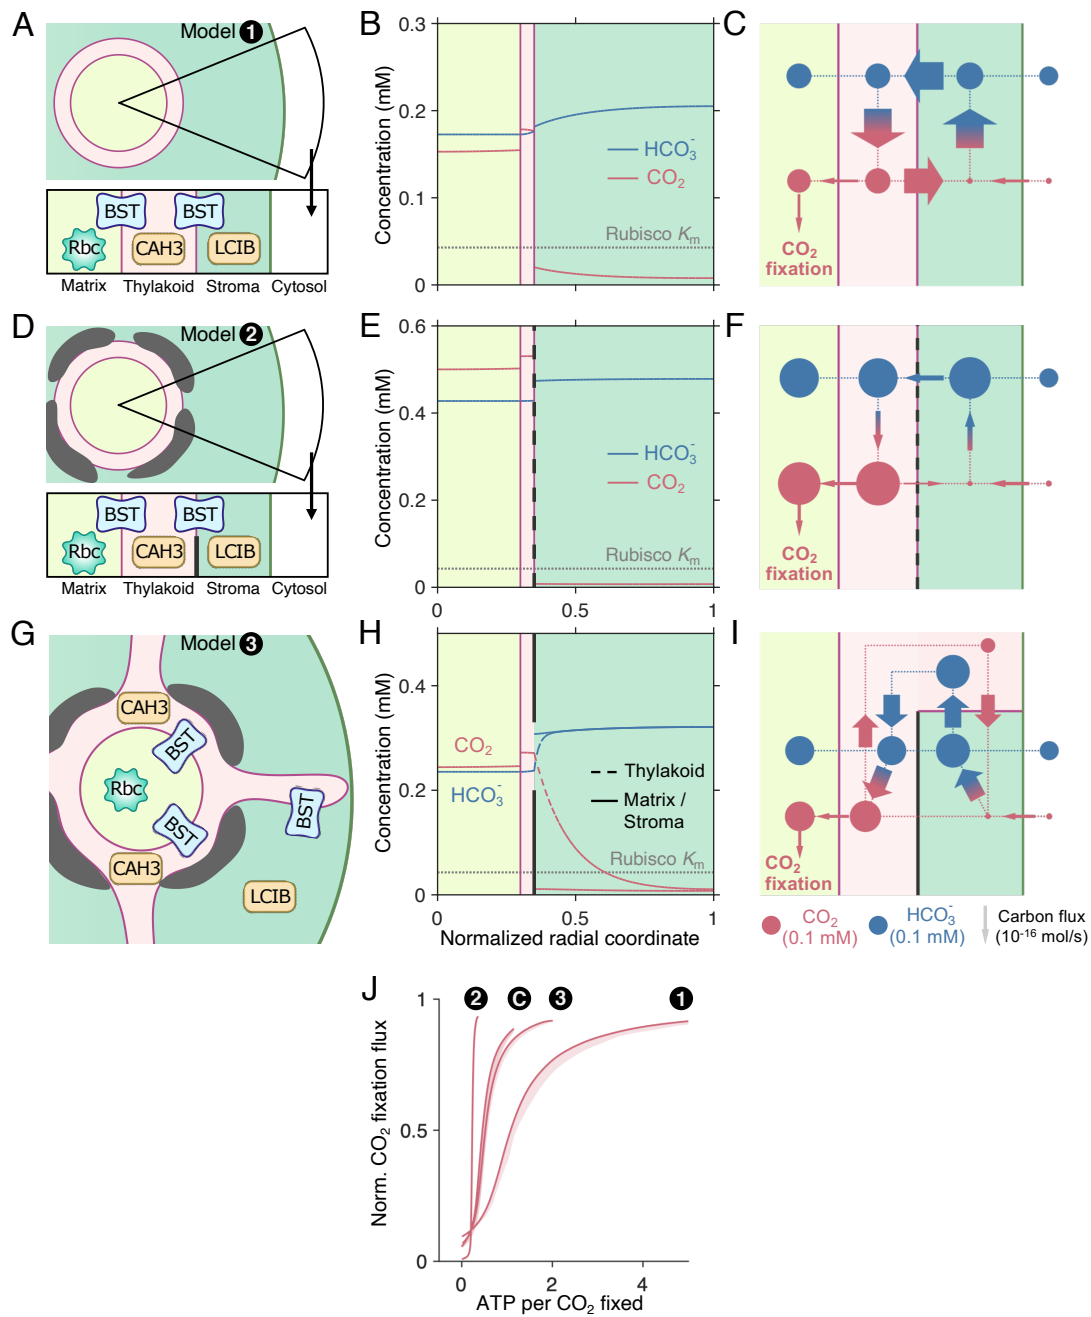 A
Model 1
BST
BST
Rbc
CAH3
LCIB
Matrix
Thylakoid
Stroma
Cytosol
B
Concentration (mM)
0.3
0.2
0.1
0
HCO3-
CO2
Rubisco Km
C
CO2
fixation
D
Model 2
BST
BST
Rbc
CAH3
LCIB
Matrix
Thylakoid
Stroma
Cytosol
E
Concentration (mM)
0.6
0.4
0.2
0
HCO3-
CO2
Rubisco Km
0
0.5
1
F
CO2
fixation
G
Model 3
CAH3
BST
Rbc
BST
BST
CAH3
LCIB
H
Concentration (mM)
0.4
0.2
0
CO2
HCO3-
Thylakoid
Matrix /
Stroma
Rubisco Km
0
0.5
1
Normalized radial coordinate
I
CO2
fixation
CO2
(0.1 mM)
HCO3-
(0.1 mM)
Carbon flux
(10-16 mol/s)
J
2
C
3
1
Norm. CO2 fixation flux
1
0.5
0
0
2
4
ATP per CO2 fixed